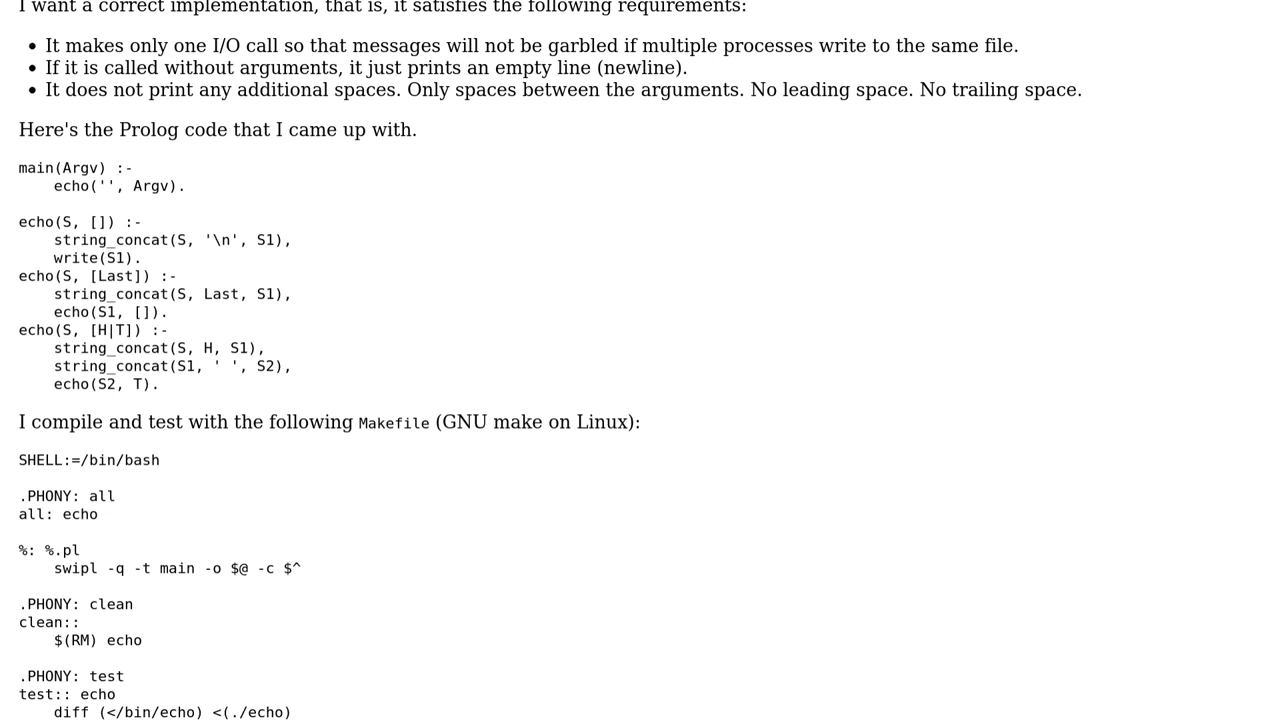 I want a correct implementation, that is, it satisfies the following requirements:
• It makes only one I/O call so that messages will not be garbled if multiple processes write to the same file.
• If it is called without arguments, it just prints an empty line (newline).
• It does not print any additional spaces. Only spaces between the arguments. No leading space. No trailing space.
Here's the Prolog code that I came up with.
main(Argv) :-
    echo('', Argv).
echo(S, []) :-
    string_concat(S, '\n', S1),
    write(S1).
echo(S, [Last]) :-
    string_concat(S, Last, S1),
    echo(S1, []).
echo(S, [H|T]) :-
    string_concat(S, H, S1),
    string_concat(S1, ' ', S2),
    echo(S2, T).
I compile and test with the following Makefile (GNU make on Linux):
SHELL:=/bin/bash
.PHONY: all
all: echo
%: %.pl
    swipl -q -t main -o $@ -c $^
.PHONY: clean
clean::
    $(RM) echo
.PHONY: test
test:: echo
    diff (</bin/echo) <(./echo)